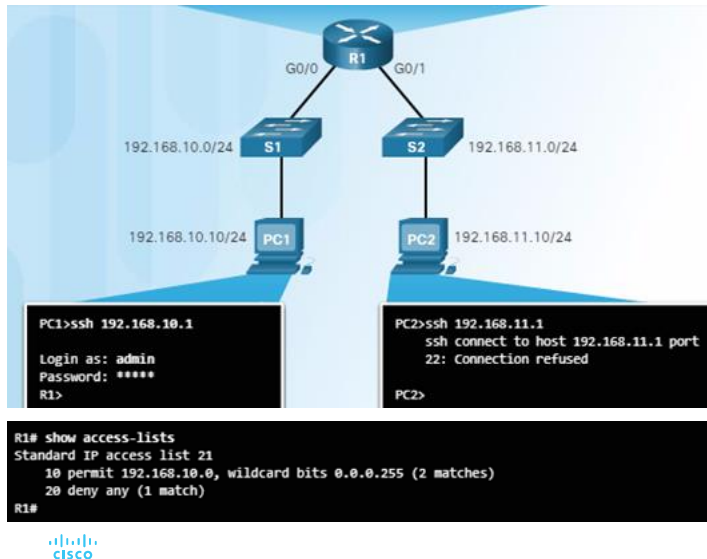 R1
G0/0
G0/1
192.168.10.0/24
S1
S2
192.168.11.0/24
192.168.10.10/24
PC1
PC2
192.168.11.10/24
PC1>ssh 192.168.10.1
Login as: admin
Password: *****
R1>
PC2>ssh 192.168.11.1
ssh connect to host 192.168.11.1 port
22: Connection refused
PC2>
R1# show access-lists
Standard IP access list 21
10 permit 192.168.10.0, wildcard bits 0.0.0.255 (2 matches)
20 deny any (1 match)
R1#
cisco